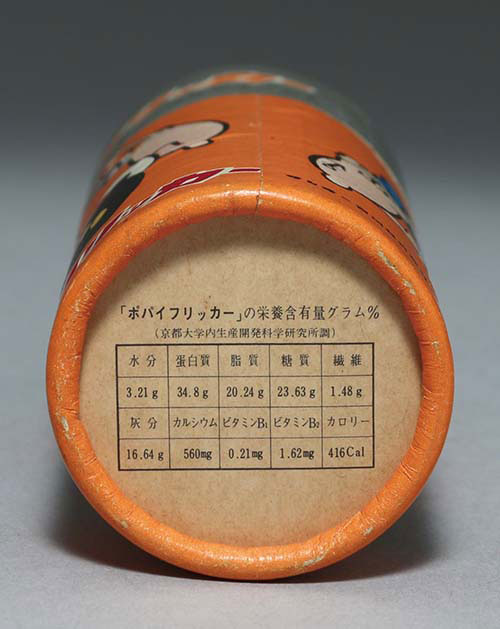 「ポパイフリッカー」の栄養含有量グラム%
(京都大学内生産開発科学研究所調)
水分 蛋白質 脂質 糖質 繊維
3.21g 34.8g 20.24g 23.63g 1.48g
灰分 カルシウム ビタミンB₁ ビタミンB₂ カロリー
16.64g 560mg 0.21mg 1.62mg 416Cal